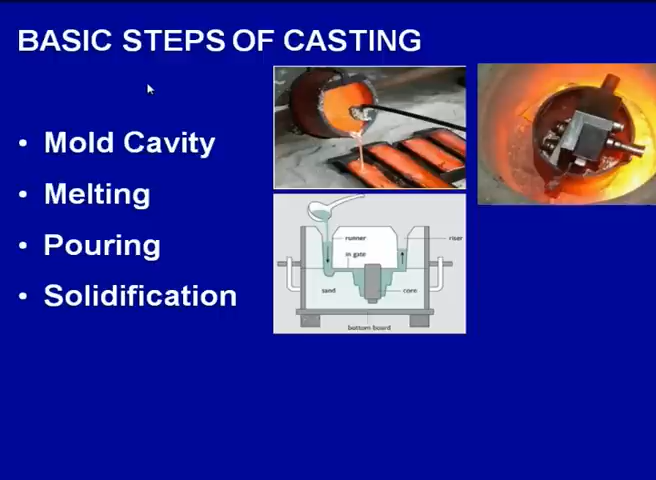 BASIC STEPS OF CASTING
• Mold Cavity
• Melting
• Pouring
• Solidification
runner
riser
in gate
sand
core
bottom board